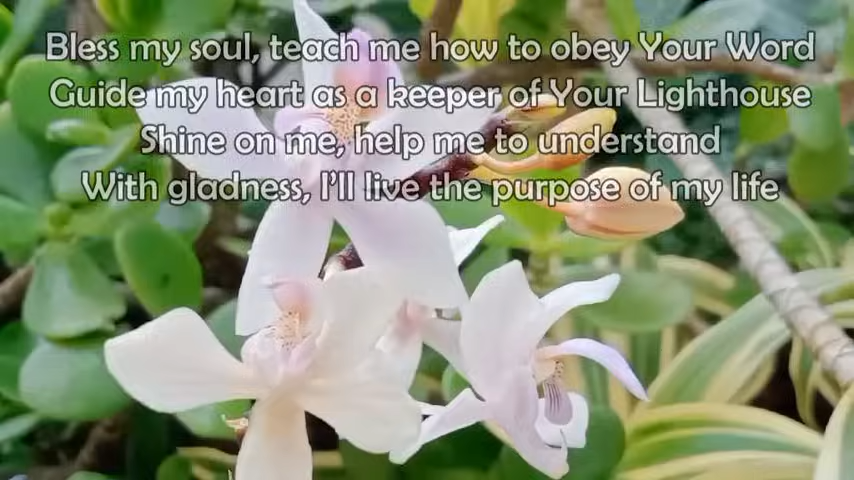 Bless my soul, teach me how to obey Your Word
Guide my heart as a keeper of Your Lighthouse
Shine on me, help me to understand
With gladness, I'll live the purpose of my life